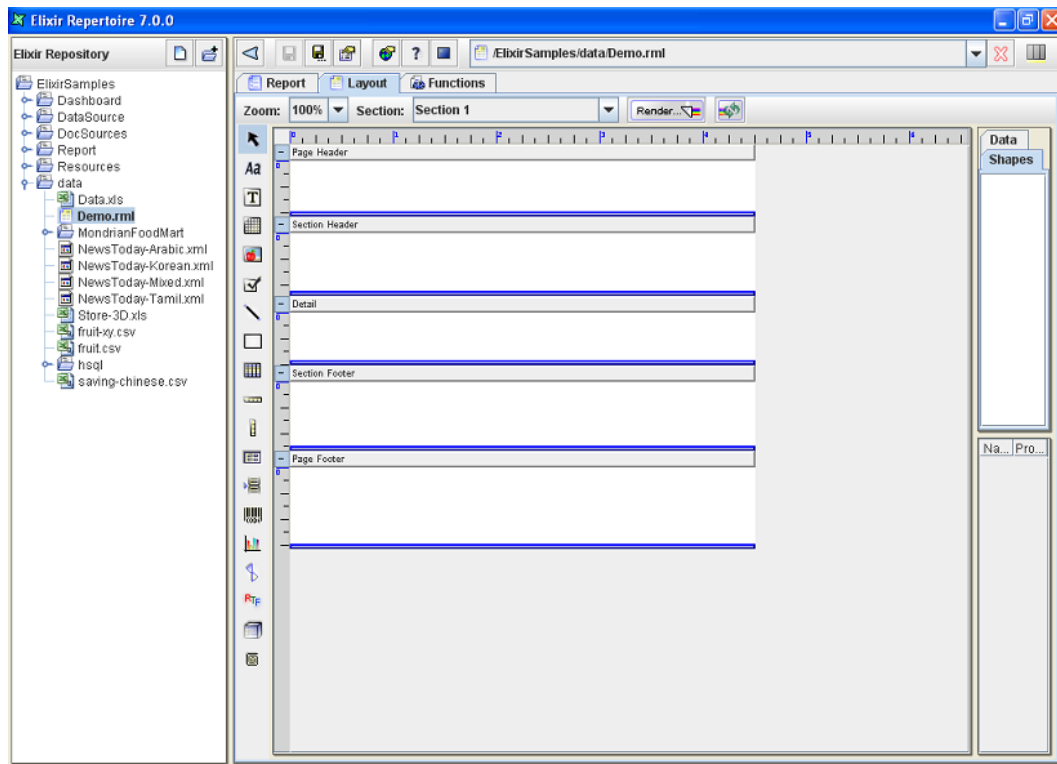 Elixir Repertoire 7.0.0
Elixir Repository
ElixirSamples
Dashboard
DataSource
DocSources
Report
Resources
data
Data.xls
Demo.rml
MondrianFoodMart
NewsToday-Arabic.xml
NewsToday-Korean.xml
NewsToday-Mixed.xml
NewsToday-Tamil.xml
Store-3D.xls
fruit-xy.csv
fruit.csv
hsql
saving-chinese.csv
/ElixirSamples/data/Demo.rml
Report Layout Functions
Zoom: 100% Section: Section 1 Render...
Page Header
Section Header
Detail
Section Footer
Page Footer
Aa
T
RTF
Data
Shapes
Na... Pro...